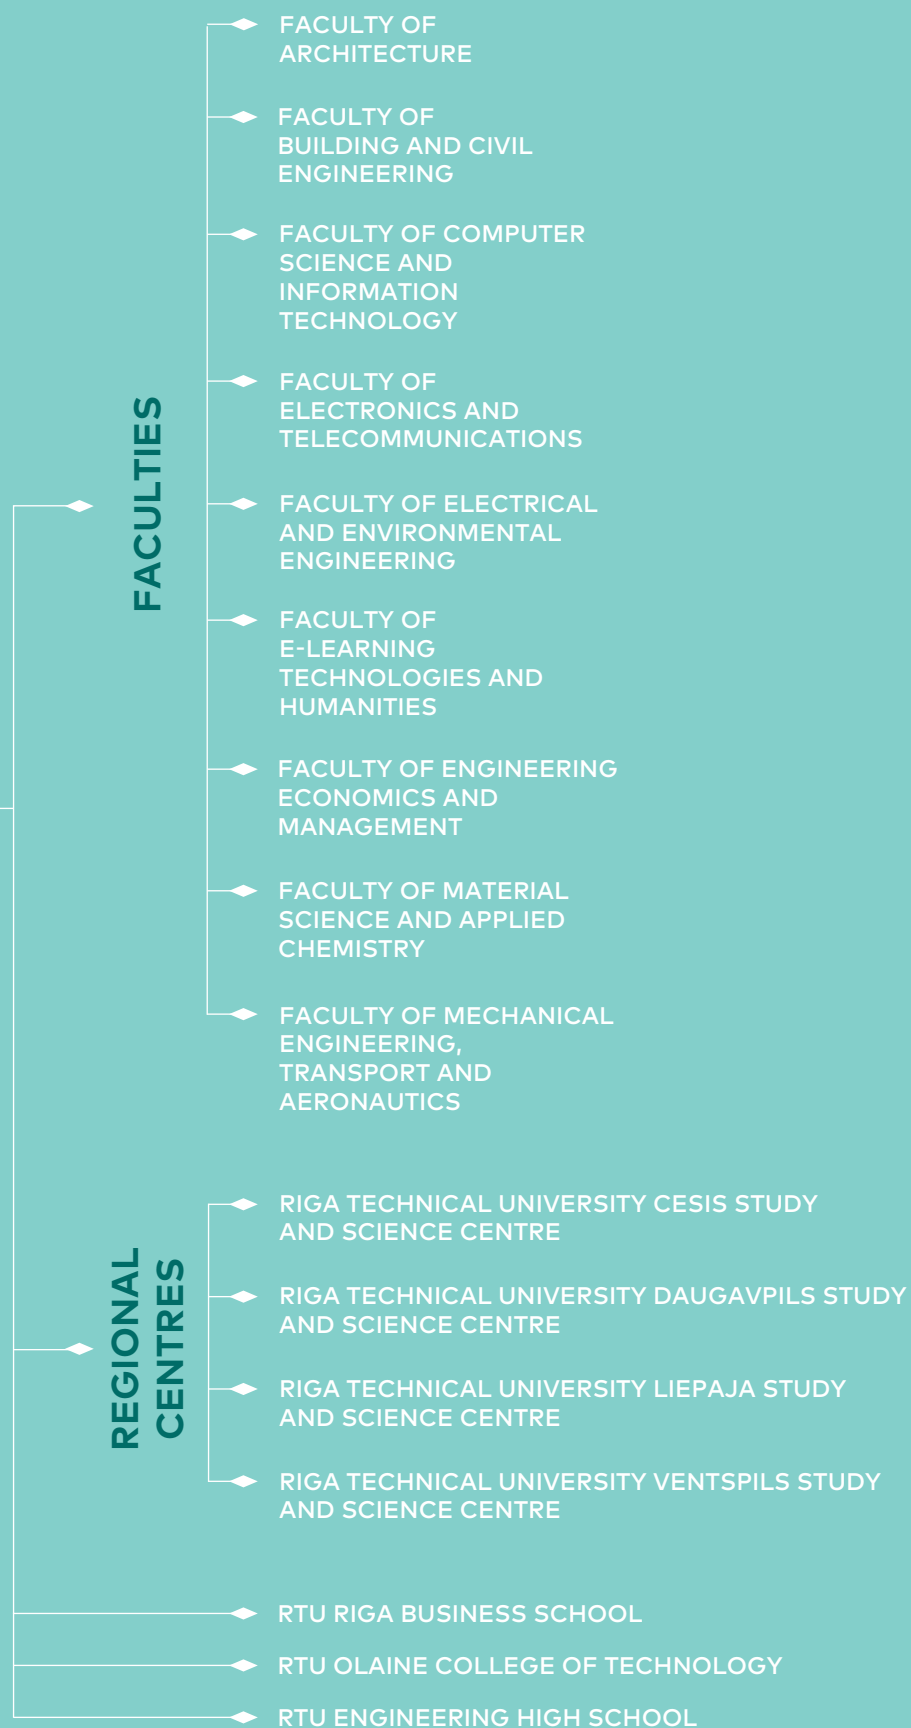 FACULTIES
FACULTY OF
ARCHITECTURE
FACULTY OF
BUILDING AND CIVIL
ENGINEERING
FACULTY OF COMPUTER
SCIENCE AND
INFORMATION
TECHNOLOGY
FACULTY OF
ELECTRONICS AND
TELECOMMUNICATIONS
FACULTY OF ELECTRICAL
AND ENVIRONMENTAL
ENGINEERING
FACULTY OF
E-LEARNING
TECHNOLOGIES AND
HUMANITIES
FACULTY OF ENGINEERING
ECONOMICS AND
MANAGEMENT
FACULTY OF MATERIAL
SCIENCE AND APPLIED
CHEMISTRY
FACULTY OF MECHANICAL
ENGINEERING,
TRANSPORT AND
AERONAUTICS
REGIONAL
CENTRES
RIGA TECHNICAL UNIVERSITY CESIS STUDY
AND SCIENCE CENTRE
RIGA TECHNICAL UNIVERSITY DAUGAVPILS STUDY
AND SCIENCE CENTRE
RIGA TECHNICAL UNIVERSITY LIEPAJA STUDY
AND SCIENCE CENTRE
RIGA TECHNICAL UNIVERSITY VENTSPILS STUDY
AND SCIENCE CENTRE
RTU RIGA BUSINESS SCHOOL
RTU OLAINE COLLEGE OF TECHNOLOGY
RTU ENGINEERING HIGH SCHOOL